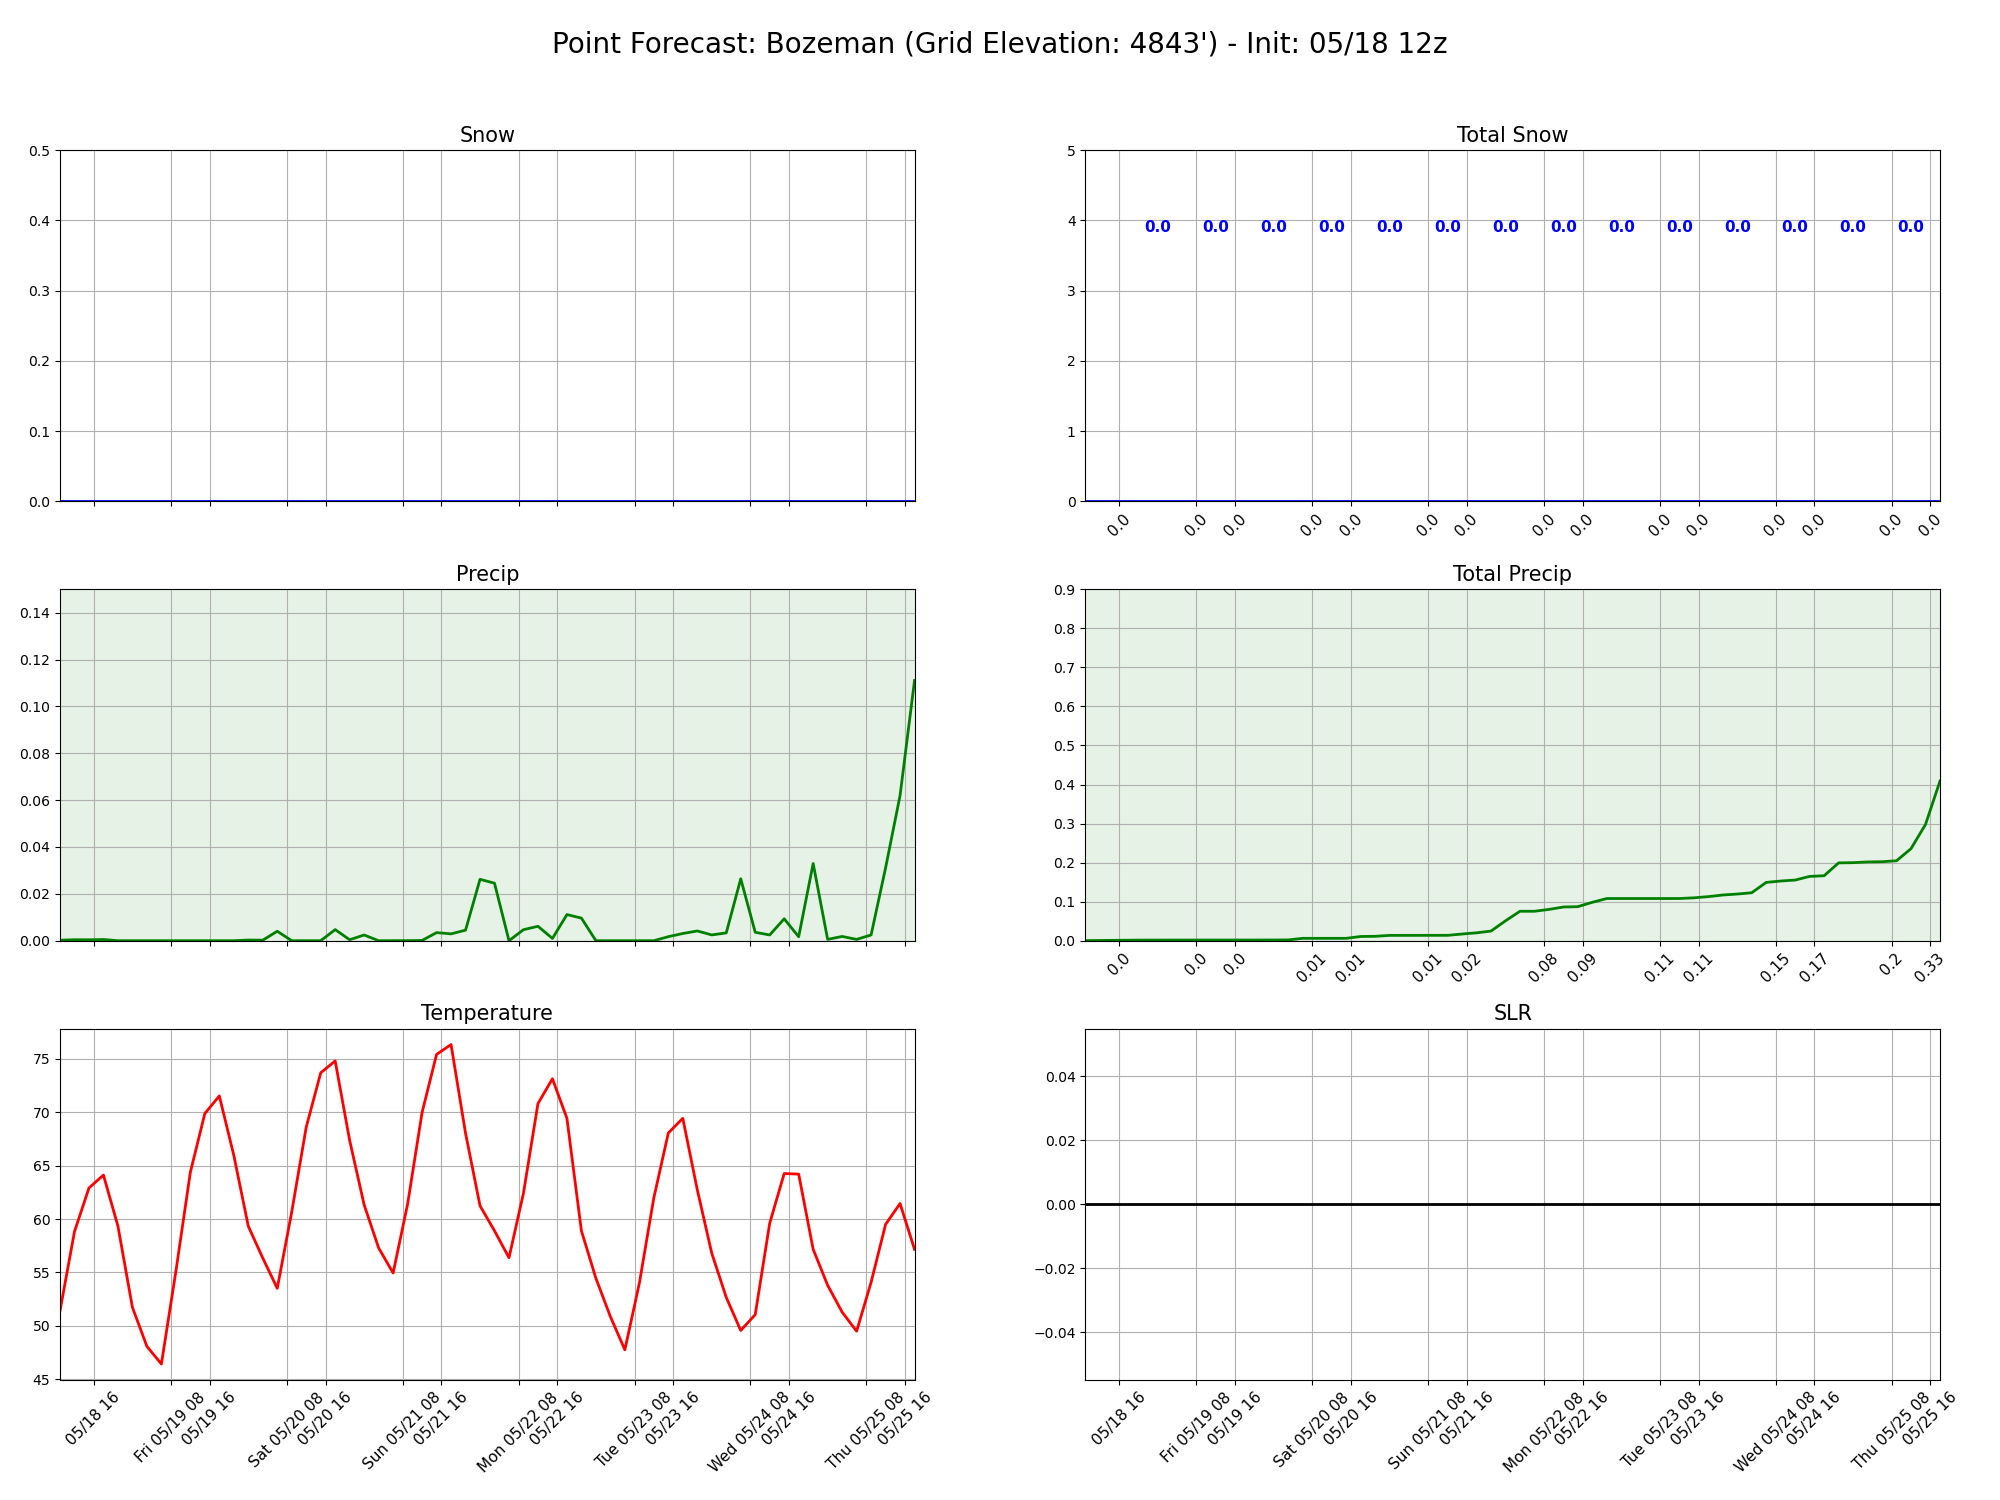 Point Forecast: Bozeman (Grid Elevation: 4843') - Init: 05/18 12z
Snow
0.5
0.4
0.3
0.2
0.1
0.0
Total Snow
5
4
3
2
1
0
0.0 0.0 0.0 0.0 0.0 0.0 0.0 0.0 0.0 0.0 0.0 0.0 0.0 0.0
0.0 0.0 0.0 0.0 0.0 0.0 0.0 0.0 0.0 0.0 0.0 0.0 0.0 0.0 0.0
Precip
0.14
0.12
0.10
0.08
0.06
0.04
0.02
0.00
Total Precip
0.9
0.8
0.7
0.6
0.5
0.4
0.3
0.2
0.1
0.0
0.0 0.0 0.0 0.01 0.01 0.01 0.02 0.08 0.09 0.11 0.11 0.15 0.17 0.2 0.33
Temperature
75
70
65
60
55
50
45
05/18 16
Fri 05/19 08
05/19 16
Sat 05/20 08
05/20 16
Sun 05/21 08
05/21 16
Mon 05/22 08
05/22 16
Tue 05/23 08
05/23 16
Wed 05/24 08
05/24 16
Thu 05/25 08
05/25 16
SLR
0.04
0.02
0.00
−0.02
−0.04
05/18 16
Fri 05/19 08
05/19 16
Sat 05/20 08
05/20 16
Sun 05/21 08
05/21 16
Mon 05/22 08
05/22 16
Tue 05/23 08
05/23 16
Wed 05/24 08
05/24 16
Thu 05/25 08
05/25 16